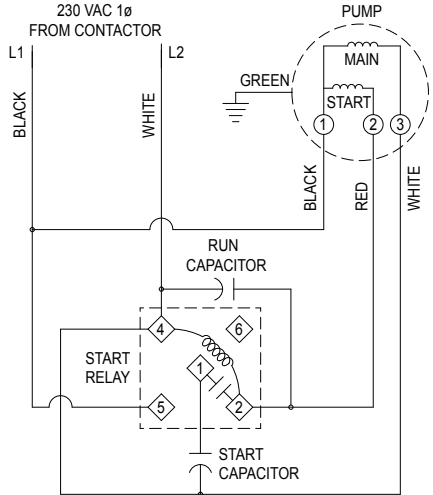 230 VAC 1ø
FROM CONTACTOR
PUMP
L1
L2
MAIN
GREEN
START
1
2
3
BLACK
WHITE
BLACK
RED
WHITE
RUN
CAPACITOR
4
6
START
RELAY
1
5
2
START
CAPACITOR